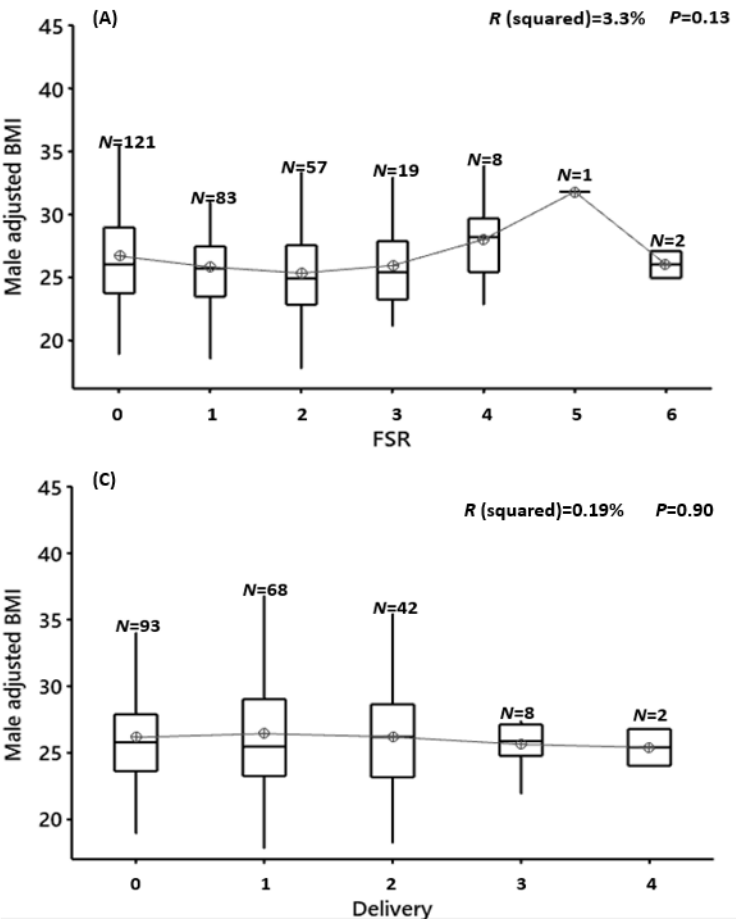 (A)
R (squared)=3.3% P=0.13
45
40
35
30
25
20
Male adjusted BMI
N=121
N=83
N=57
N=19
N=8
N=1
N=2
0 1 2 3 4 5 6
FSR
(C)
R (squared)=0.19% P=0.90
45
40
35
30
25
20
Male adjusted BMI
N=93
N=68
N=42
N=8
N=2
0 1 2 3 4
Delivery